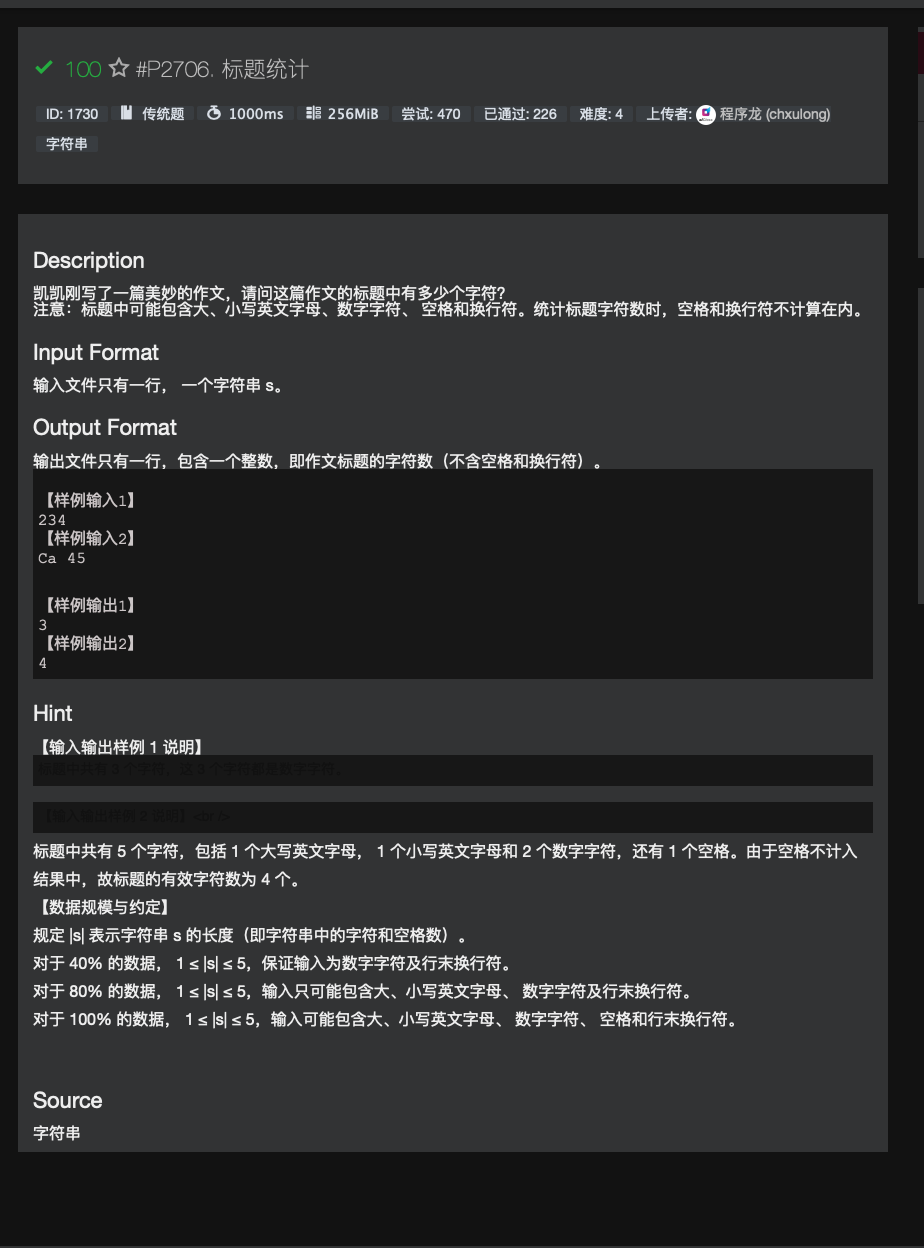 100 #P2706. 标题统计
ID: 1730 传统题 1000ms 256MiB 尝试: 470 已通过: 226 难度: 4 上传者: 程序龙 (chxulong)
字符串
Description
凯凯刚写了一篇美妙的作文，请问这篇作文的标题中有多少个字符？
注意：标题中可能包含大、小写英文字母、数字字符、 空格和换行符。统计标题字符数时，空格和换行符不计算在内。
Input Format
输入文件只有一行， 一个字符串 s。
Output Format
输出文件只有一行，包含一个整数，即作文标题的字符数（不含空格和换行符）。
【样例输入1】
234
【样例输入2】
Ca 45
【样例输出1】
3
【样例输出2】
4
Hint
【输入输出样例 1 说明】
标题中共有 3 个字符，这 3 个字符都是数字字符。
【输入输出样例 2 说明】<br />
标题中共有 5 个字符，包括 1 个大写英文字母， 1 个小写英文字母和 2 个数字字符，还有 1 个空格。由于空格不计入
结果中，故标题的有效字符数为 4 个。
【数据规模与约定】
规定 |s| 表示字符串 s 的长度（即字符串中的字符和空格数）。
对于 40% 的数据， 1 ≤ |s| ≤ 5，保证输入为数字字符及行末换行符。
对于 80% 的数据， 1 ≤ |s| ≤ 5，输入只可能包含大、小写英文字母、 数字字符及行末换行符。
对于 100% 的数据， 1 ≤ |s| ≤ 5，输入可能包含大、小写英文字母、 数字字符、 空格和行末换行符。
Source
字符串